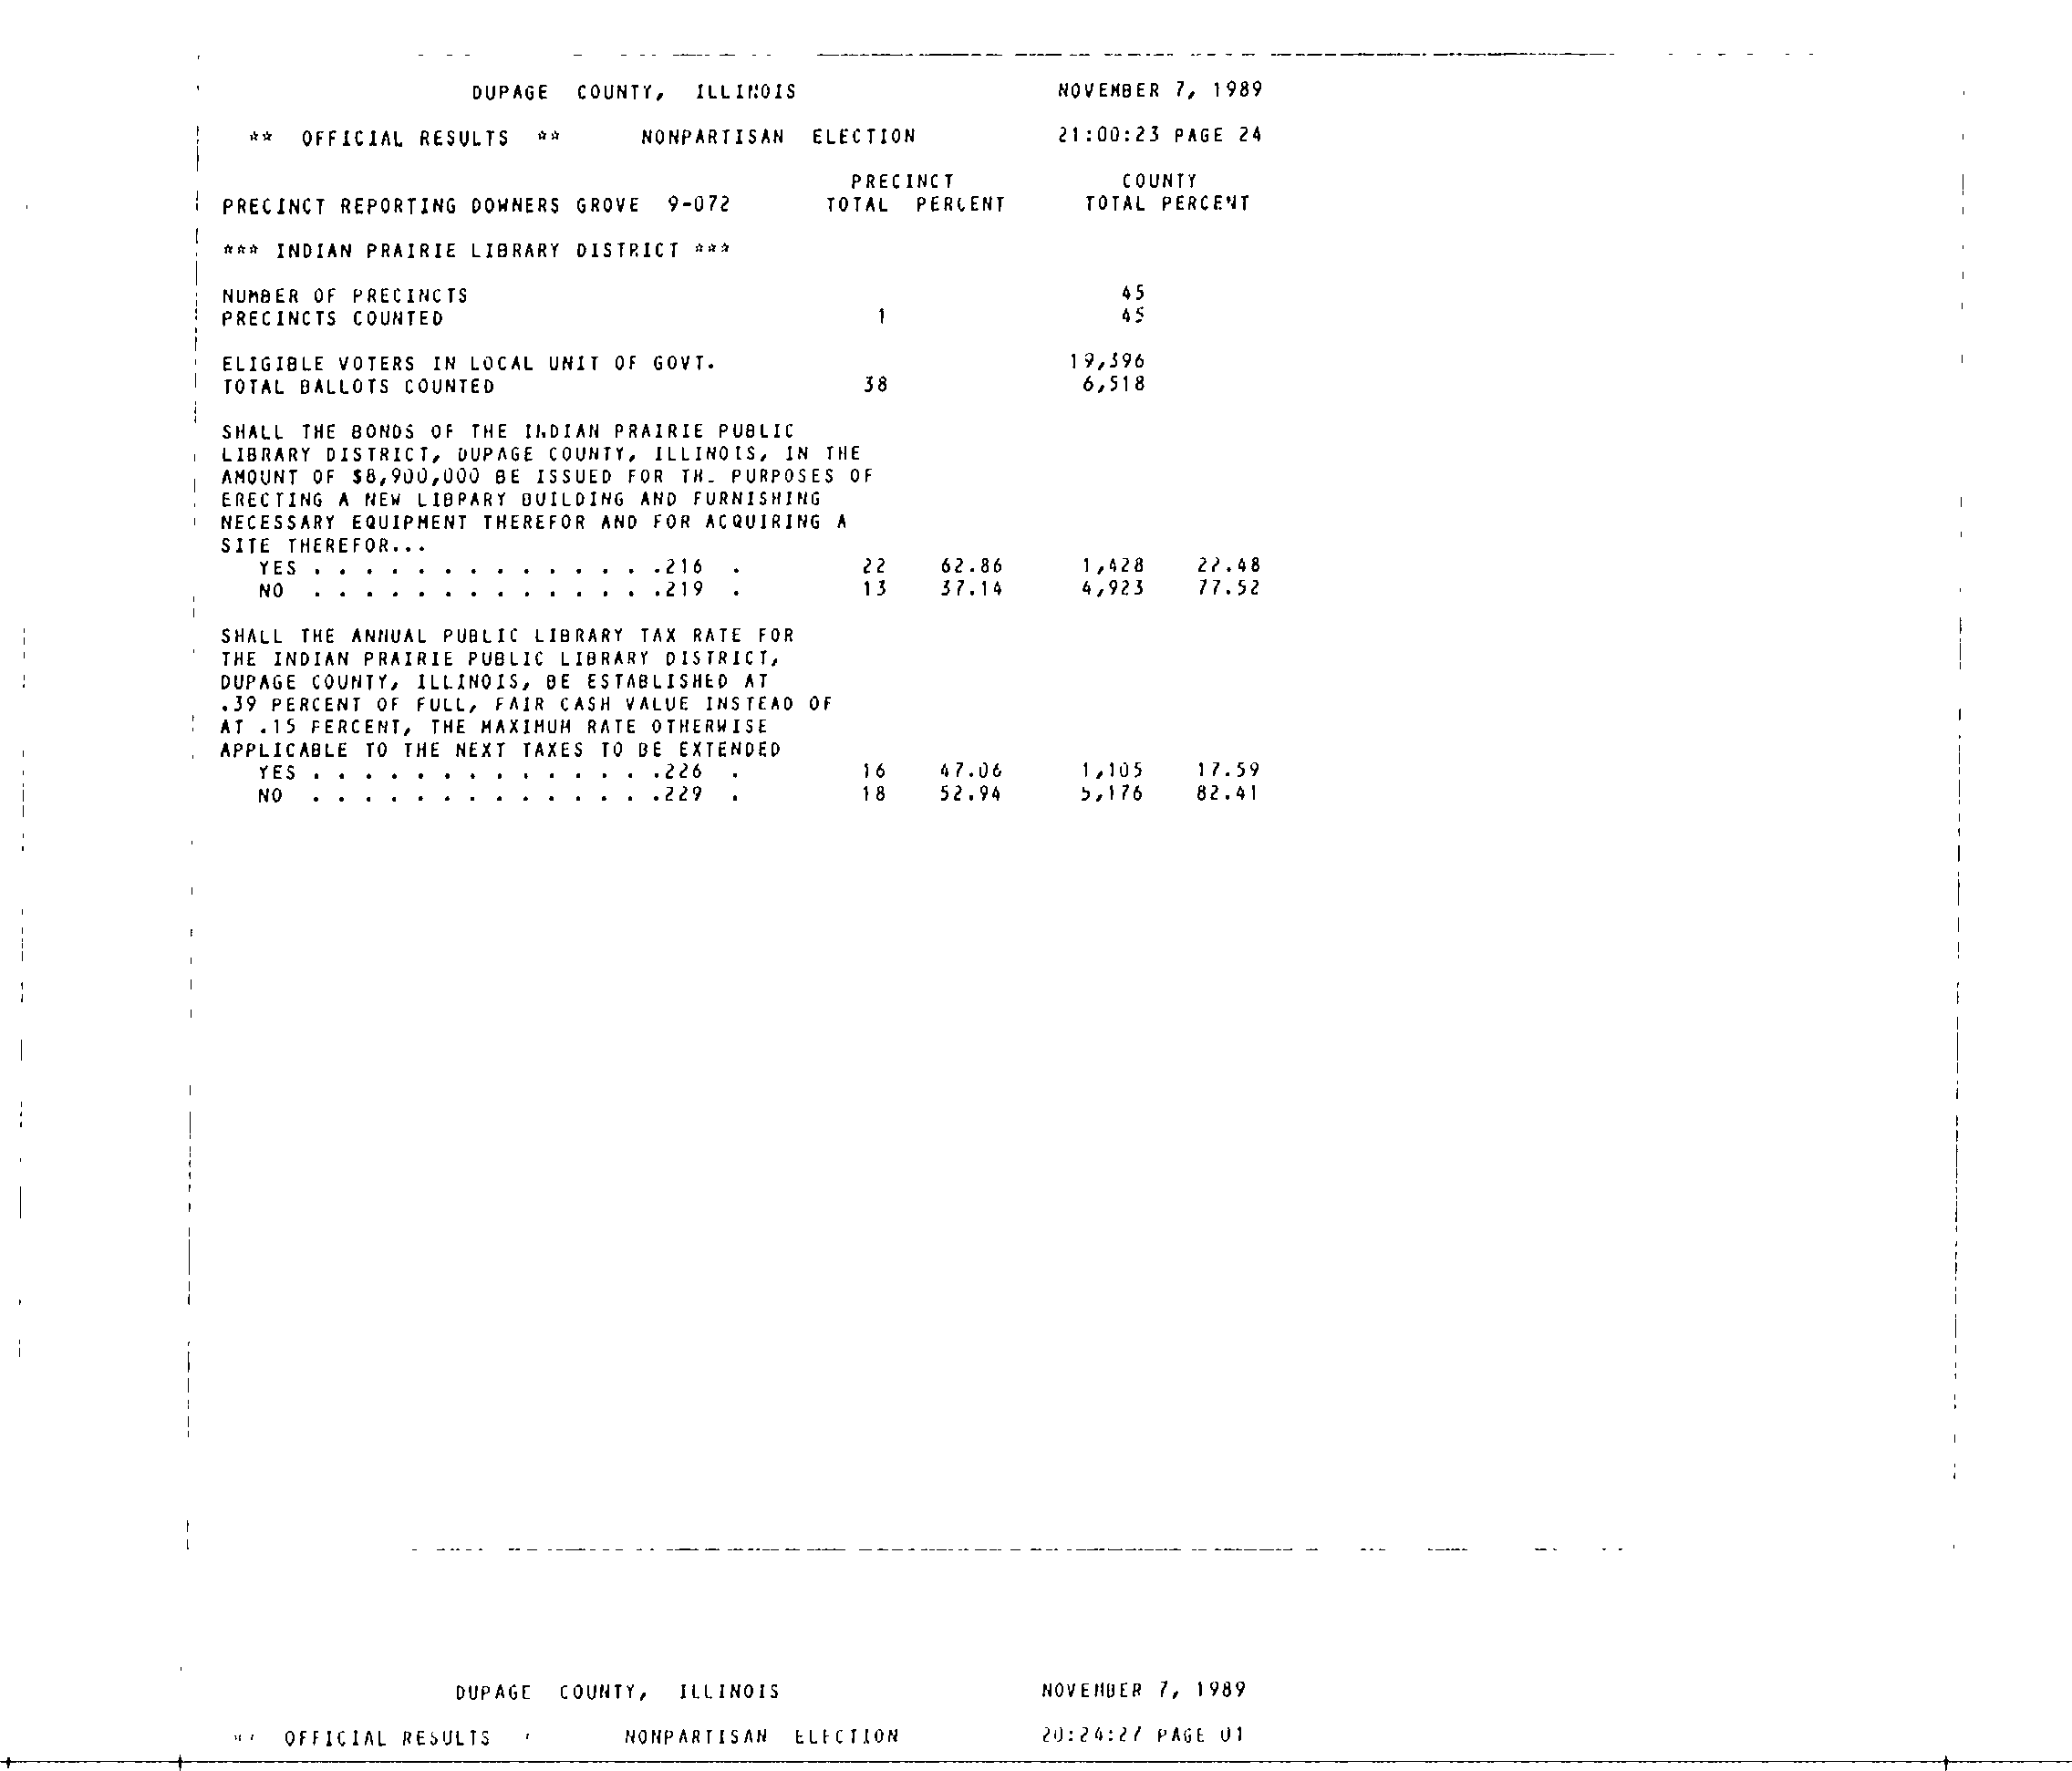 DUPAGE COUNTY, ILLINOIS NOVEMBER 7, 1989
** OFFICIAL RESULTS ** NONPARTISAN ELECTION 21:00:23 PAGE 24
PRECINCT COUNTY
PRECINCT REPORTING DOWNERS GROVE 9-072 TOTAL PERCENT TOTAL PERCENT
*** INDIAN PRAIRIE LIBRARY DISTRICT ***
NUMBER OF PRECINCTS 45
PRECINCTS COUNTED 1 45
ELIGIBLE VOTERS IN LOCAL UNIT OF GOVT. 19,396
TOTAL BALLOTS COUNTED 38 6,518
SHALL THE BONDS OF THE INDIAN PRAIRIE PUBLIC
LIBRARY DISTRICT, DUPAGE COUNTY, ILLINOIS, IN THE
AMOUNT OF $8,900,000 BE ISSUED FOR TH_ PURPOSES OF
ERECTING A NEW LIBRARY BUILDING AND FURNISHING
NECESSARY EQUIPMENT THEREFOR AND FOR ACQUIRING A
SITE THEREFOR...
YES . . . . . . . . . . . . . .216 . 22 62.86 1,428 22.48
NO . . . . . . . . . . . . . .219 . 13 37.14 4,923 77.52
SHALL THE ANNUAL PUBLIC LIBRARY TAX RATE FOR
THE INDIAN PRAIRIE PUBLIC LIBRARY DISTRICT,
DUPAGE COUNTY, ILLINOIS, BE ESTABLISHED AT
.39 PERCENT OF FULL, FAIR CASH VALUE INSTEAD OF
AT .15 PERCENT, THE MAXIMUM RATE OTHERWISE
APPLICABLE TO THE NEXT TAXES TO BE EXTENDED
YES . . . . . . . . . . . . . .226 . 16 47.06 1,105 17.59
NO . . . . . . . . . . . . . .229 . 18 52.94 5,176 82.41
DUPAGE COUNTY, ILLINOIS NOVEMBER 7, 1989
OFFICIAL RESULTS NONPARTISAN ELECTION 20:24:27 PAGE 01